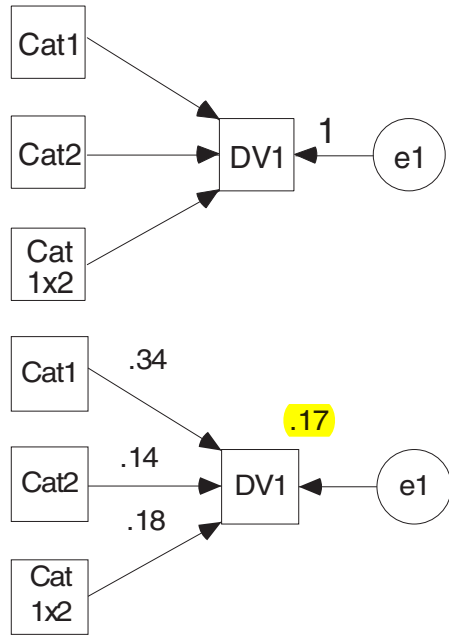 Cat1
1
Cat2
DV1
e1
Cat
1x2
Cat1
.34
.17
.14
Cat2
DV1
e1
.18
Cat
1x2